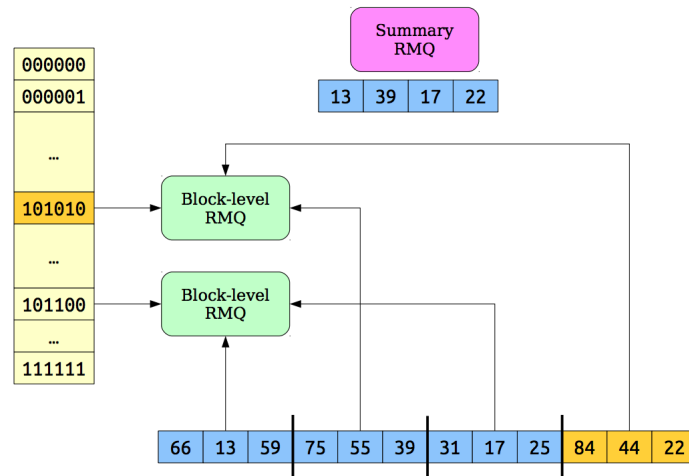 Summary
RMQ
13 39 17 22
000000
000001
…
101010
…
101100
…
111111
Block-level
RMQ
Block-level
RMQ
66 13 59 75 55 39 31 17 25 84 44 22